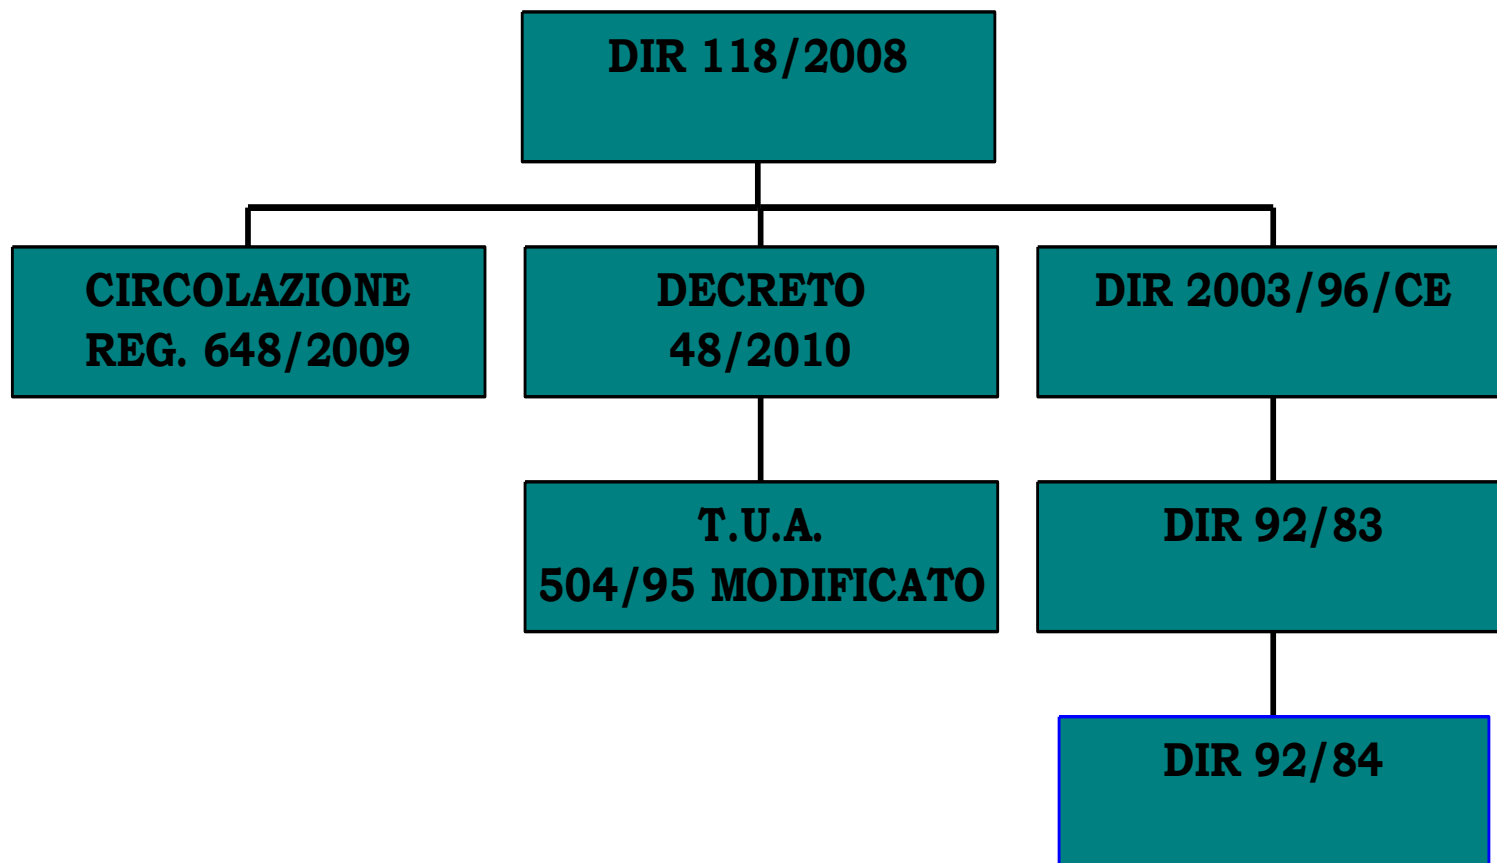 DIR 118/2008
CIRCOLAZIONE
REG. 648/2009
DECRETO
48/2010
DIR 2003/96/CE
T.U.A.
504/95 MODIFICATO
DIR 92/83
DIR 92/84